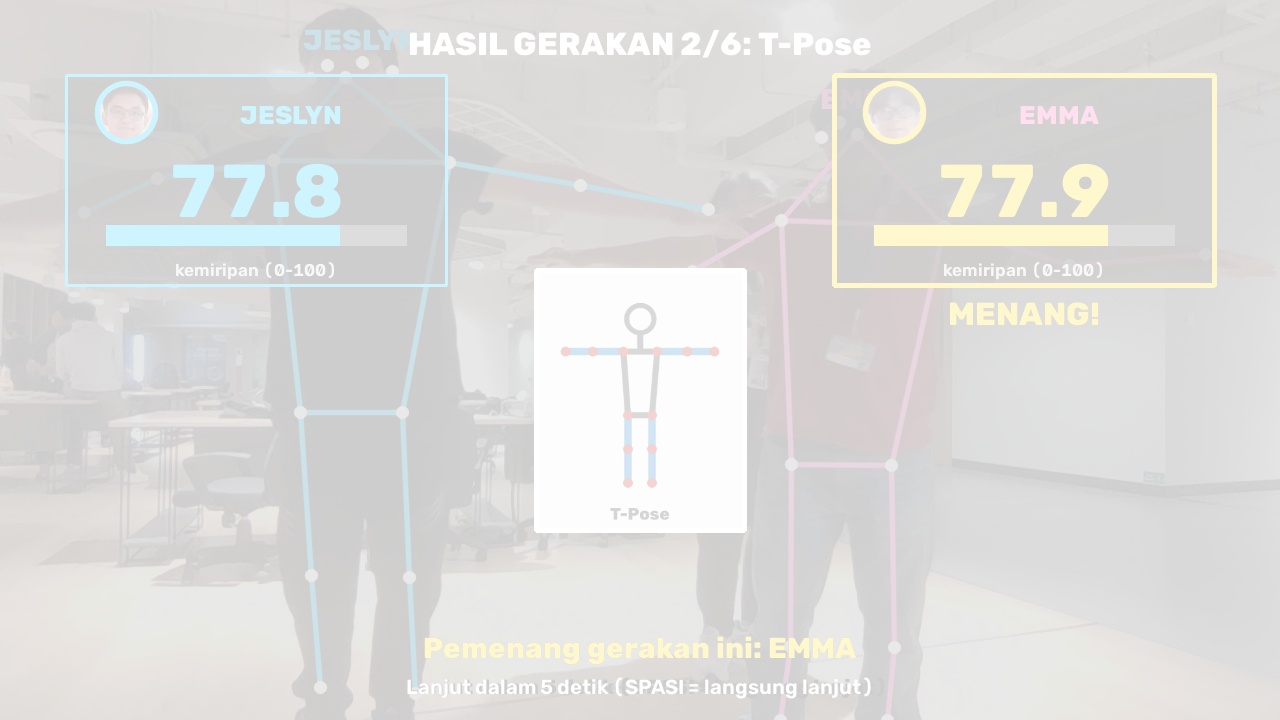 JESLYN
HASIL GERAKAN 2/6: T-Pose
JESLYN
77.8
kemiripan (0-100)
EMMA
77.9
kemiripan (0-100)
MENANG!
T-Pose
Pemenang gerakan ini: EMMA
Lanjut dalam 5 detik (SPASI = langsung lanjut)